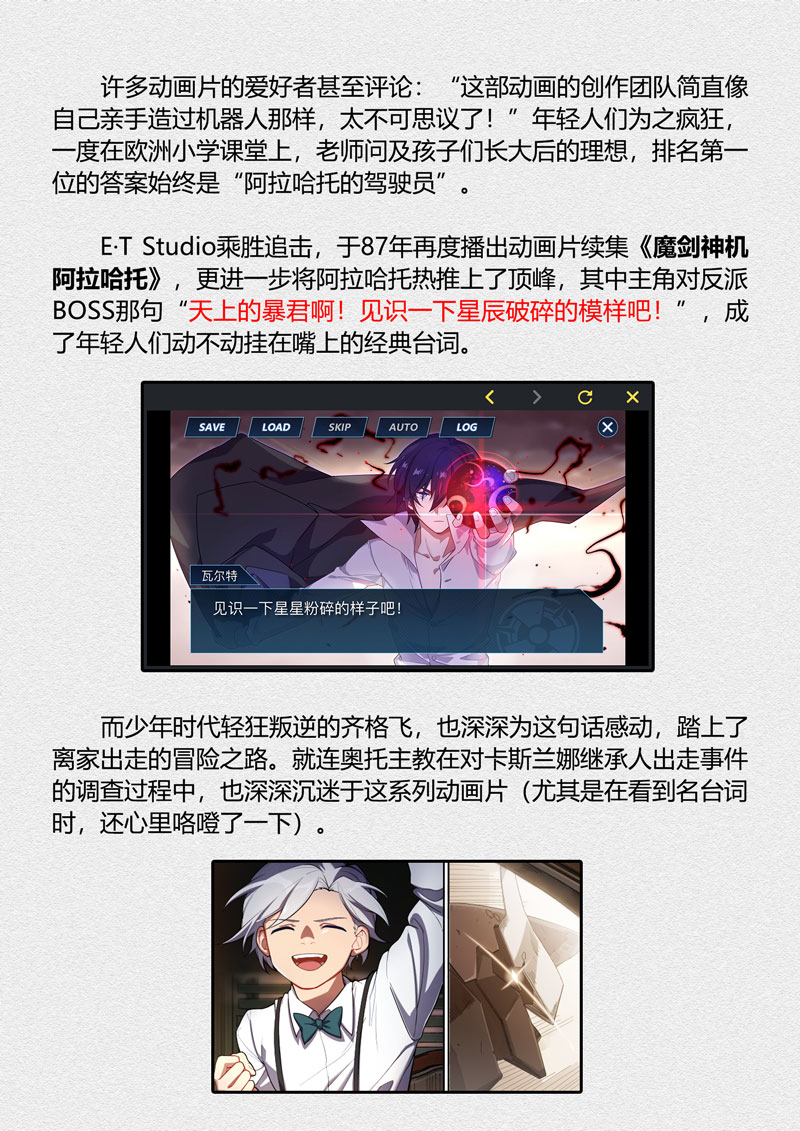 许多动画片的爱好者甚至评论：“这部动画的创作团队简直像
自己亲手造过机器人那样，太不可思议了！”年轻人们为之疯狂，
一度在欧洲小学课堂上，老师问及孩子们长大后的理想，排名第一
位的答案始终是“阿拉哈托的驾驶员”。
E·T Studio乘胜追击，于87年再度播出动画片续集《魔剑神机
阿拉哈托》，更进一步将阿拉哈托热推上了顶峰，其中主角对反派
BOSS那句“天上的暴君啊！见识一下星辰破碎的模样吧！”，成
了年轻人们动不动挂在嘴上的经典台词。
SAVE LOAD SKIP AUTO LOG
瓦尔特
见识一下星星粉碎的样子吧！
而少年时代轻狂叛逆的齐格飞，也深深为这句话感动，踏上了
离家出走的冒险之路。就连奥托主教在对卡斯兰娜继承人出走事件
的调查过程中，也深深沉迷于这系列动画片（尤其是在看到名台词
时，还心里咯噔了一下）。